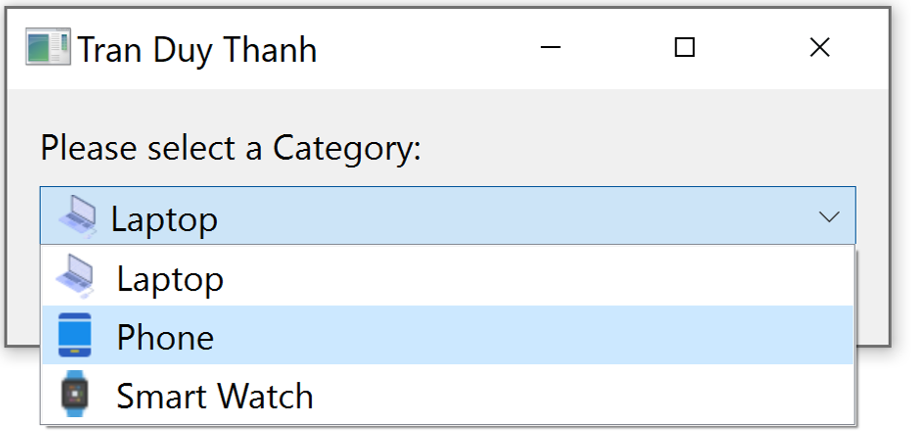 Tran Duy Thanh
Please select a Category:
Laptop
Laptop
Phone
Smart Watch